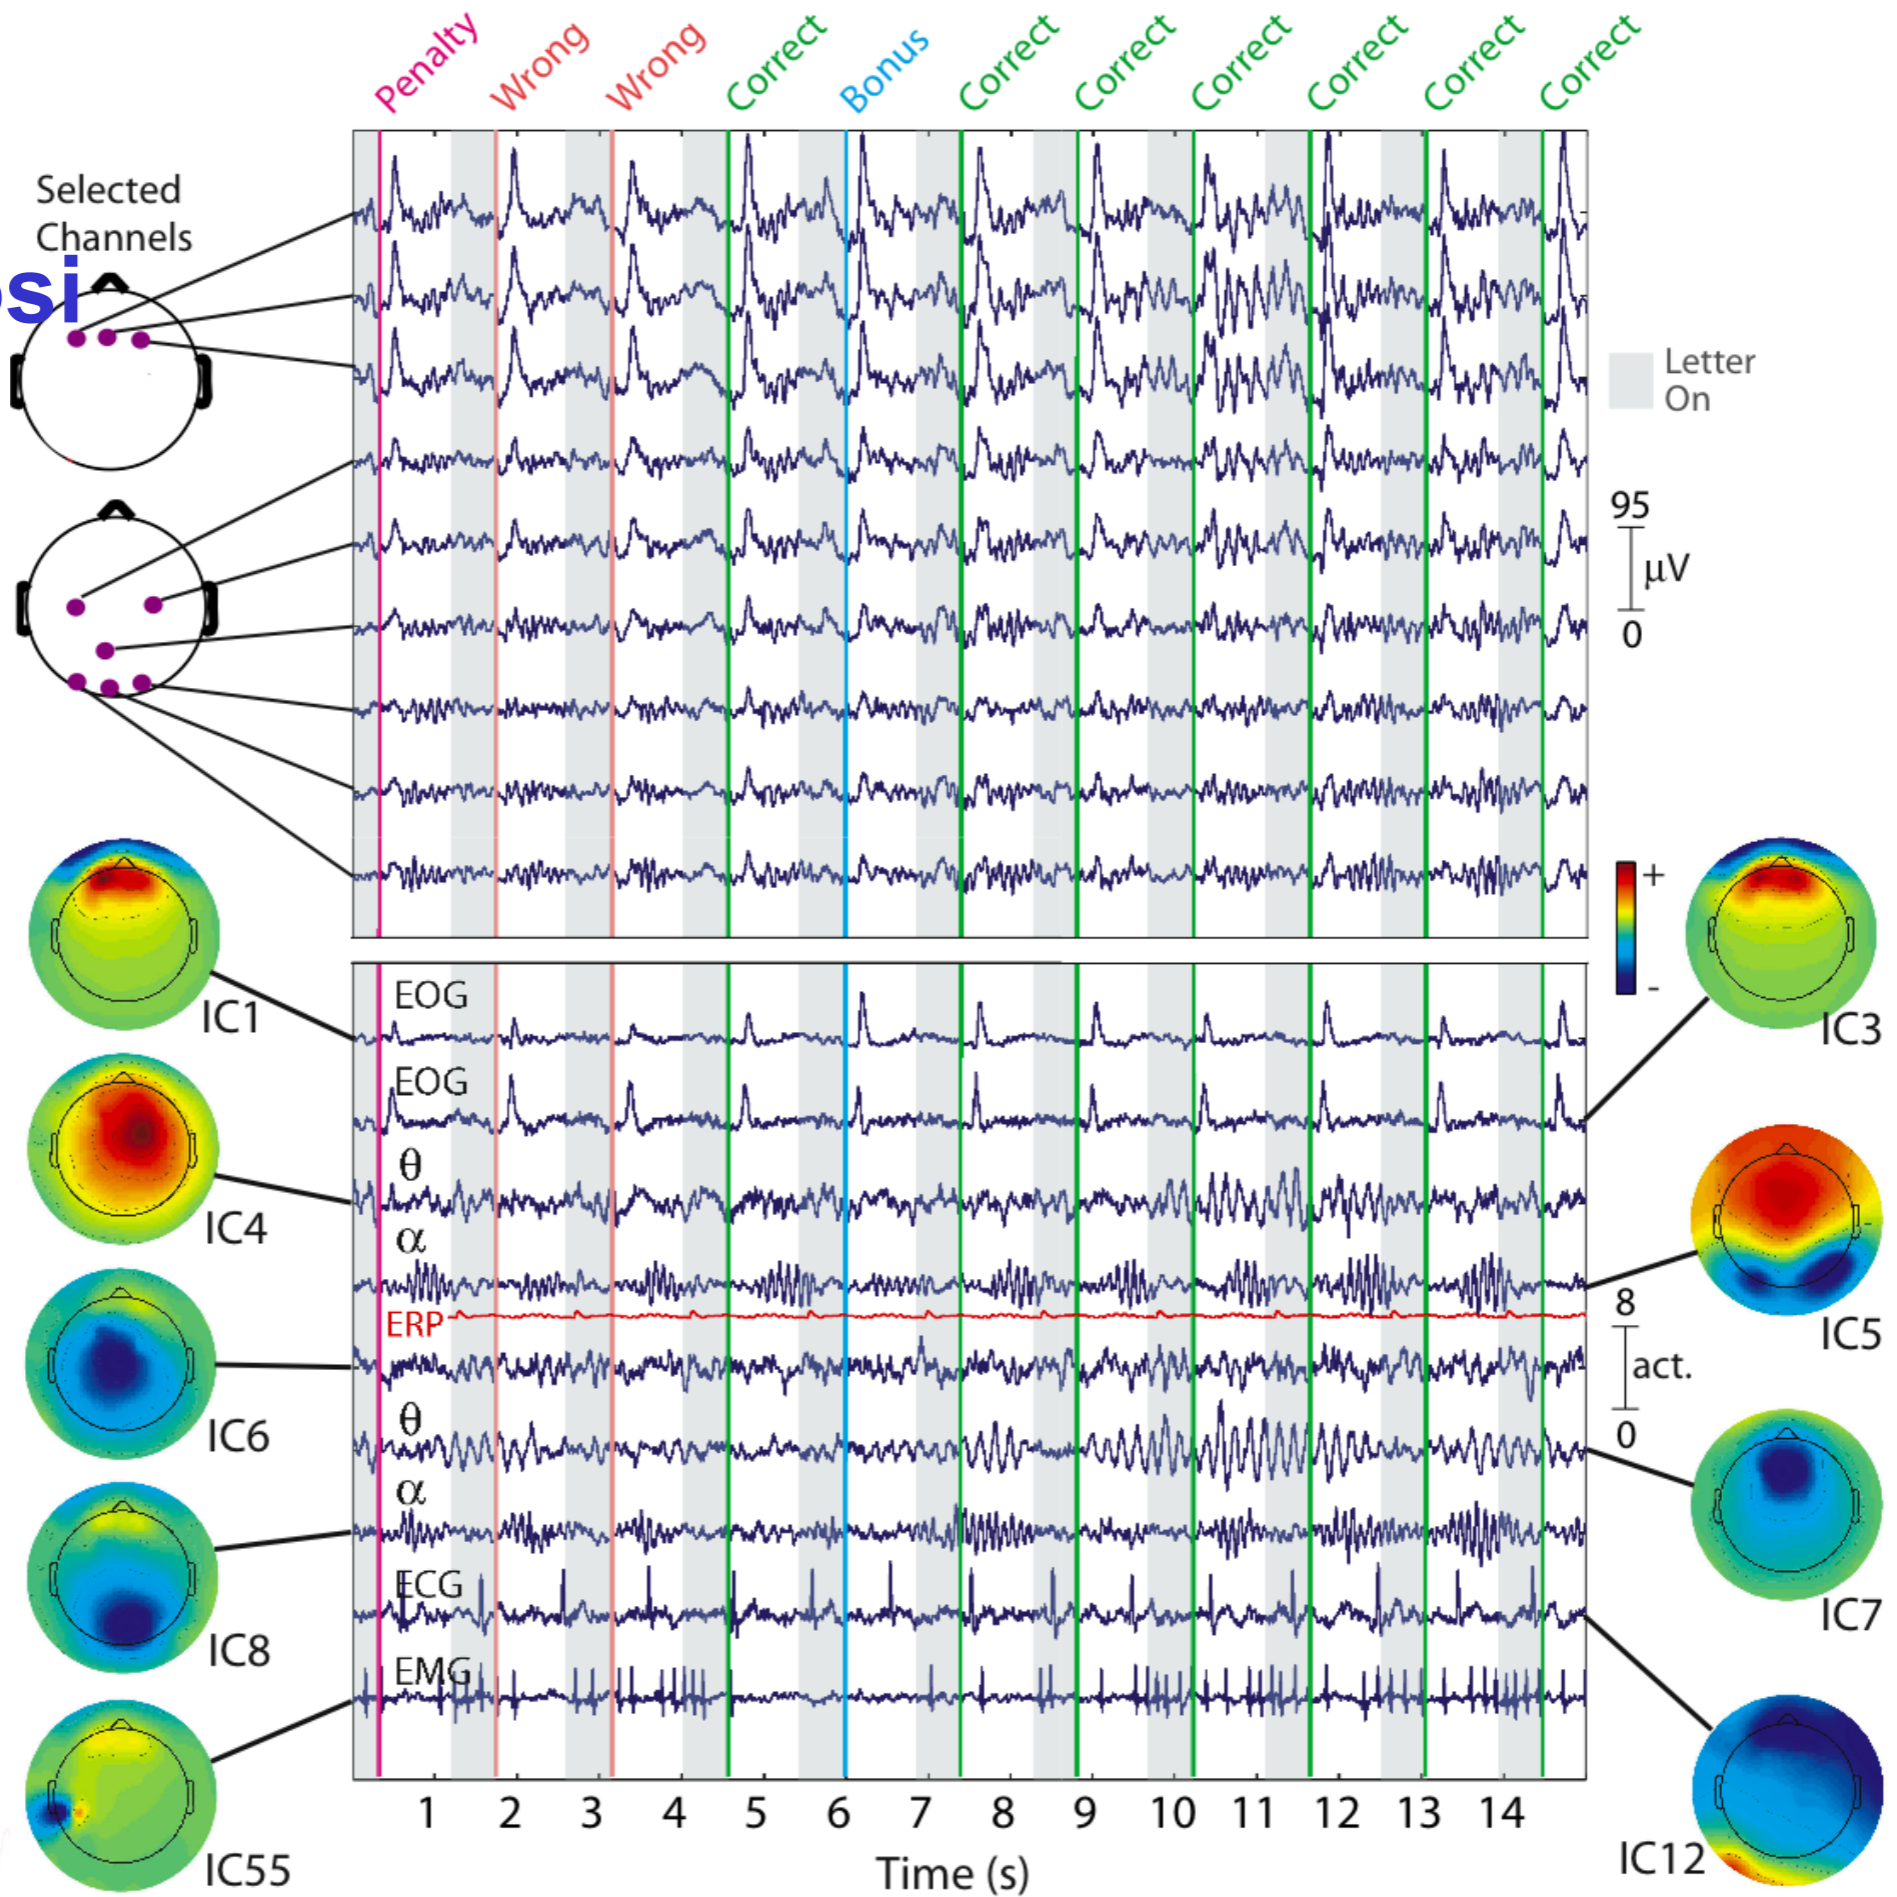 Penalty
Wrong
Wrong
Correct
Bonus
Correct
Correct
Correct
Correct
Correct
Correct
Selected
Channels
osi
Letter
On
95
μV
0
+
-
IC1
IC3
IC4
IC5
IC6
IC7
IC8
IC12
IC55
EOG
EOG
θ
α
ERP
θ
α
ECG
EMG
8
act.
0
1 2 3 4 5 6 7 8 9 10 11 12 13 14
Time (s)